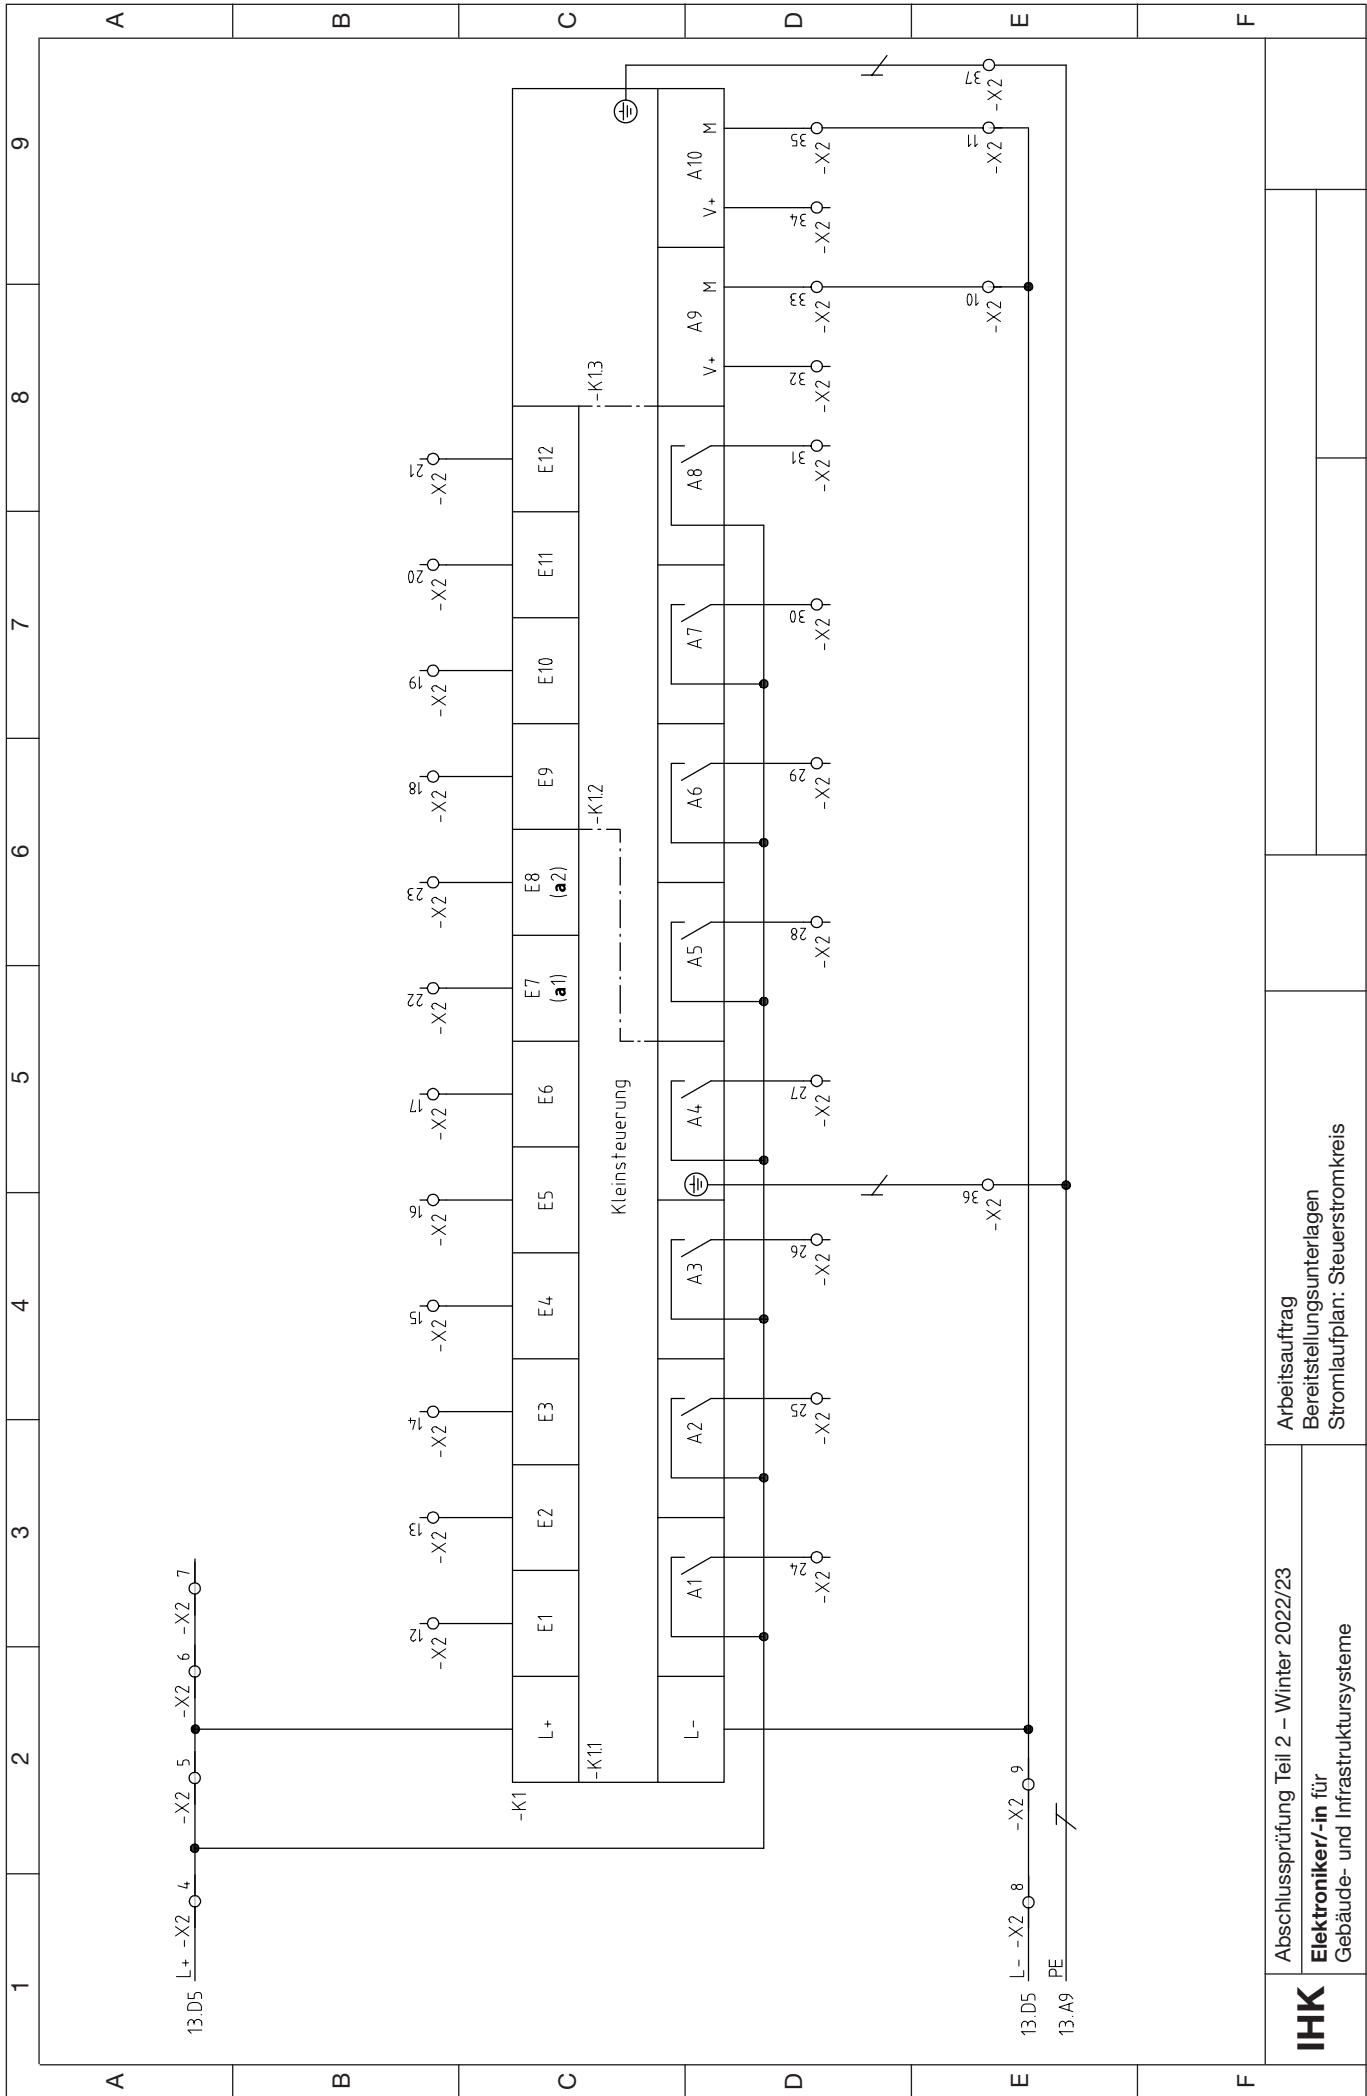 1 2 3 4 5 6 7 8 9
A A
B B
C C
D D
E E
F F
13.D5 L+ -X2 4 -X2 5 -X2 6 -X2 7
12 13 14 15 16 17 22 23 18 19 20 21
-X2 -X2 -X2 -X2 -X2 -X2 -X2 -X2 -X2 -X2 -X2 -X2
-K1
L+ E1 E2 E3 E4 E5 E6 E7 E8 E9 E10 E11 E12
(a1) (a2)
-K1.1 -K1.2 -K1.3
Kleinsteuerung
L- A1 A2 A3 A4 A5 A6 A7 A8 A9 A10
V+ M V+ M
24 25 26 27 28 29 30 31 32 33 34 35
-X2 -X2 -X2 -X2 -X2 -X2 -X2 -X2 -X2 -X2 -X2 -X2
36 10 11 37
-X2 -X2 -X2 -X2
13.D5 L- -X2 8 -X2 9
13.A9 PE
IHK
Abschlussprüfung Teil 2 – Winter 2022/23
Elektroniker/-in für
Gebäude- und Infrastruktursysteme
Arbeitsauftrag
Bereitstellungsunterlagen
Stromlaufplan: Steuerstromkreis